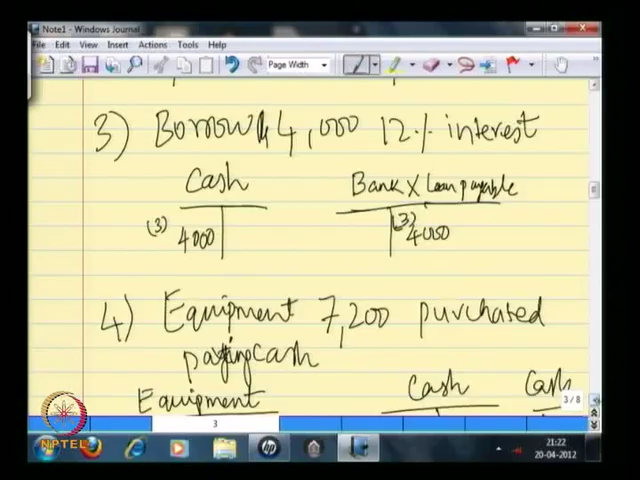 Note1 - Windows Journal
File Edit View Insert Actions Tools Help
Page Width
3) Borrow 4,000 12% interest
Cash Bank X Loan payable
(3) 4000 (3) 4000
4) Equipment 7,200 purchated
paying cash
Equipment Cash Cash
3 / 8
3
NPTEL
hp
21:22
20-04-2012